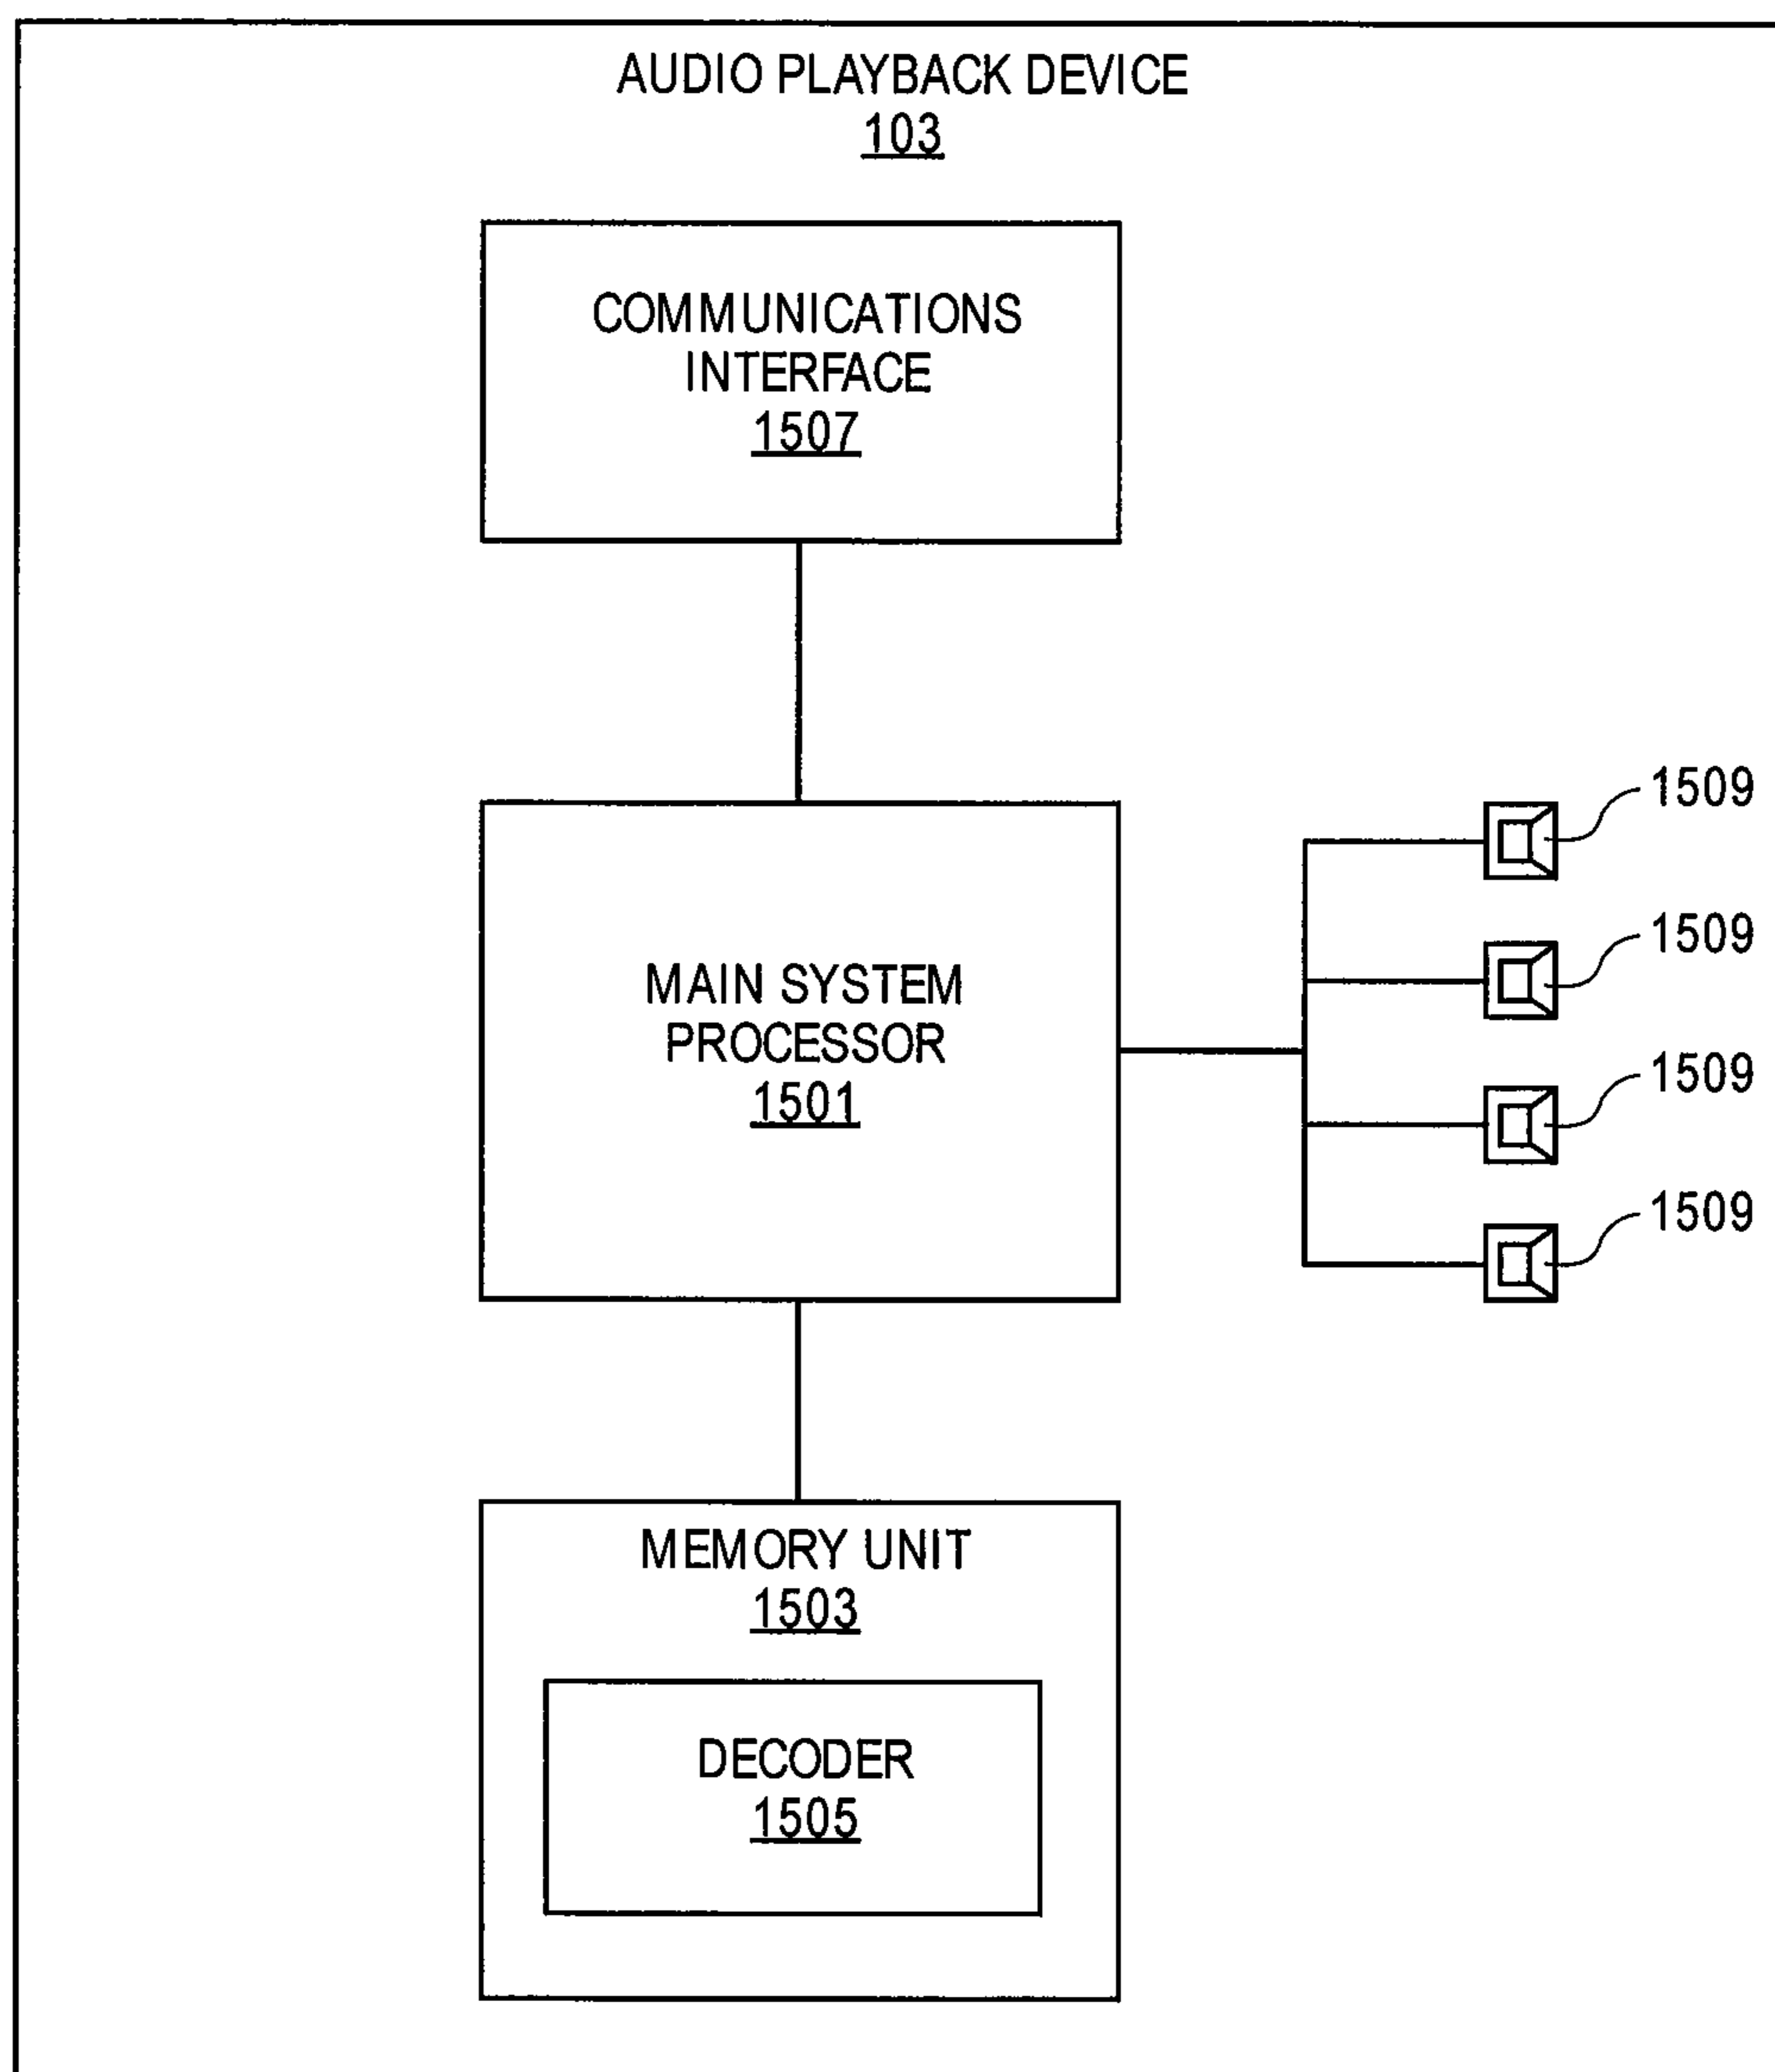 AUDIO PLAYBACK DEVICE
103
COMMUNICATIONS
INTERFACE
1507
MAIN SYSTEM
PROCESSOR
1501
1509
1509
1509
1509
MEMORY UNIT
1503
DECODER
1505